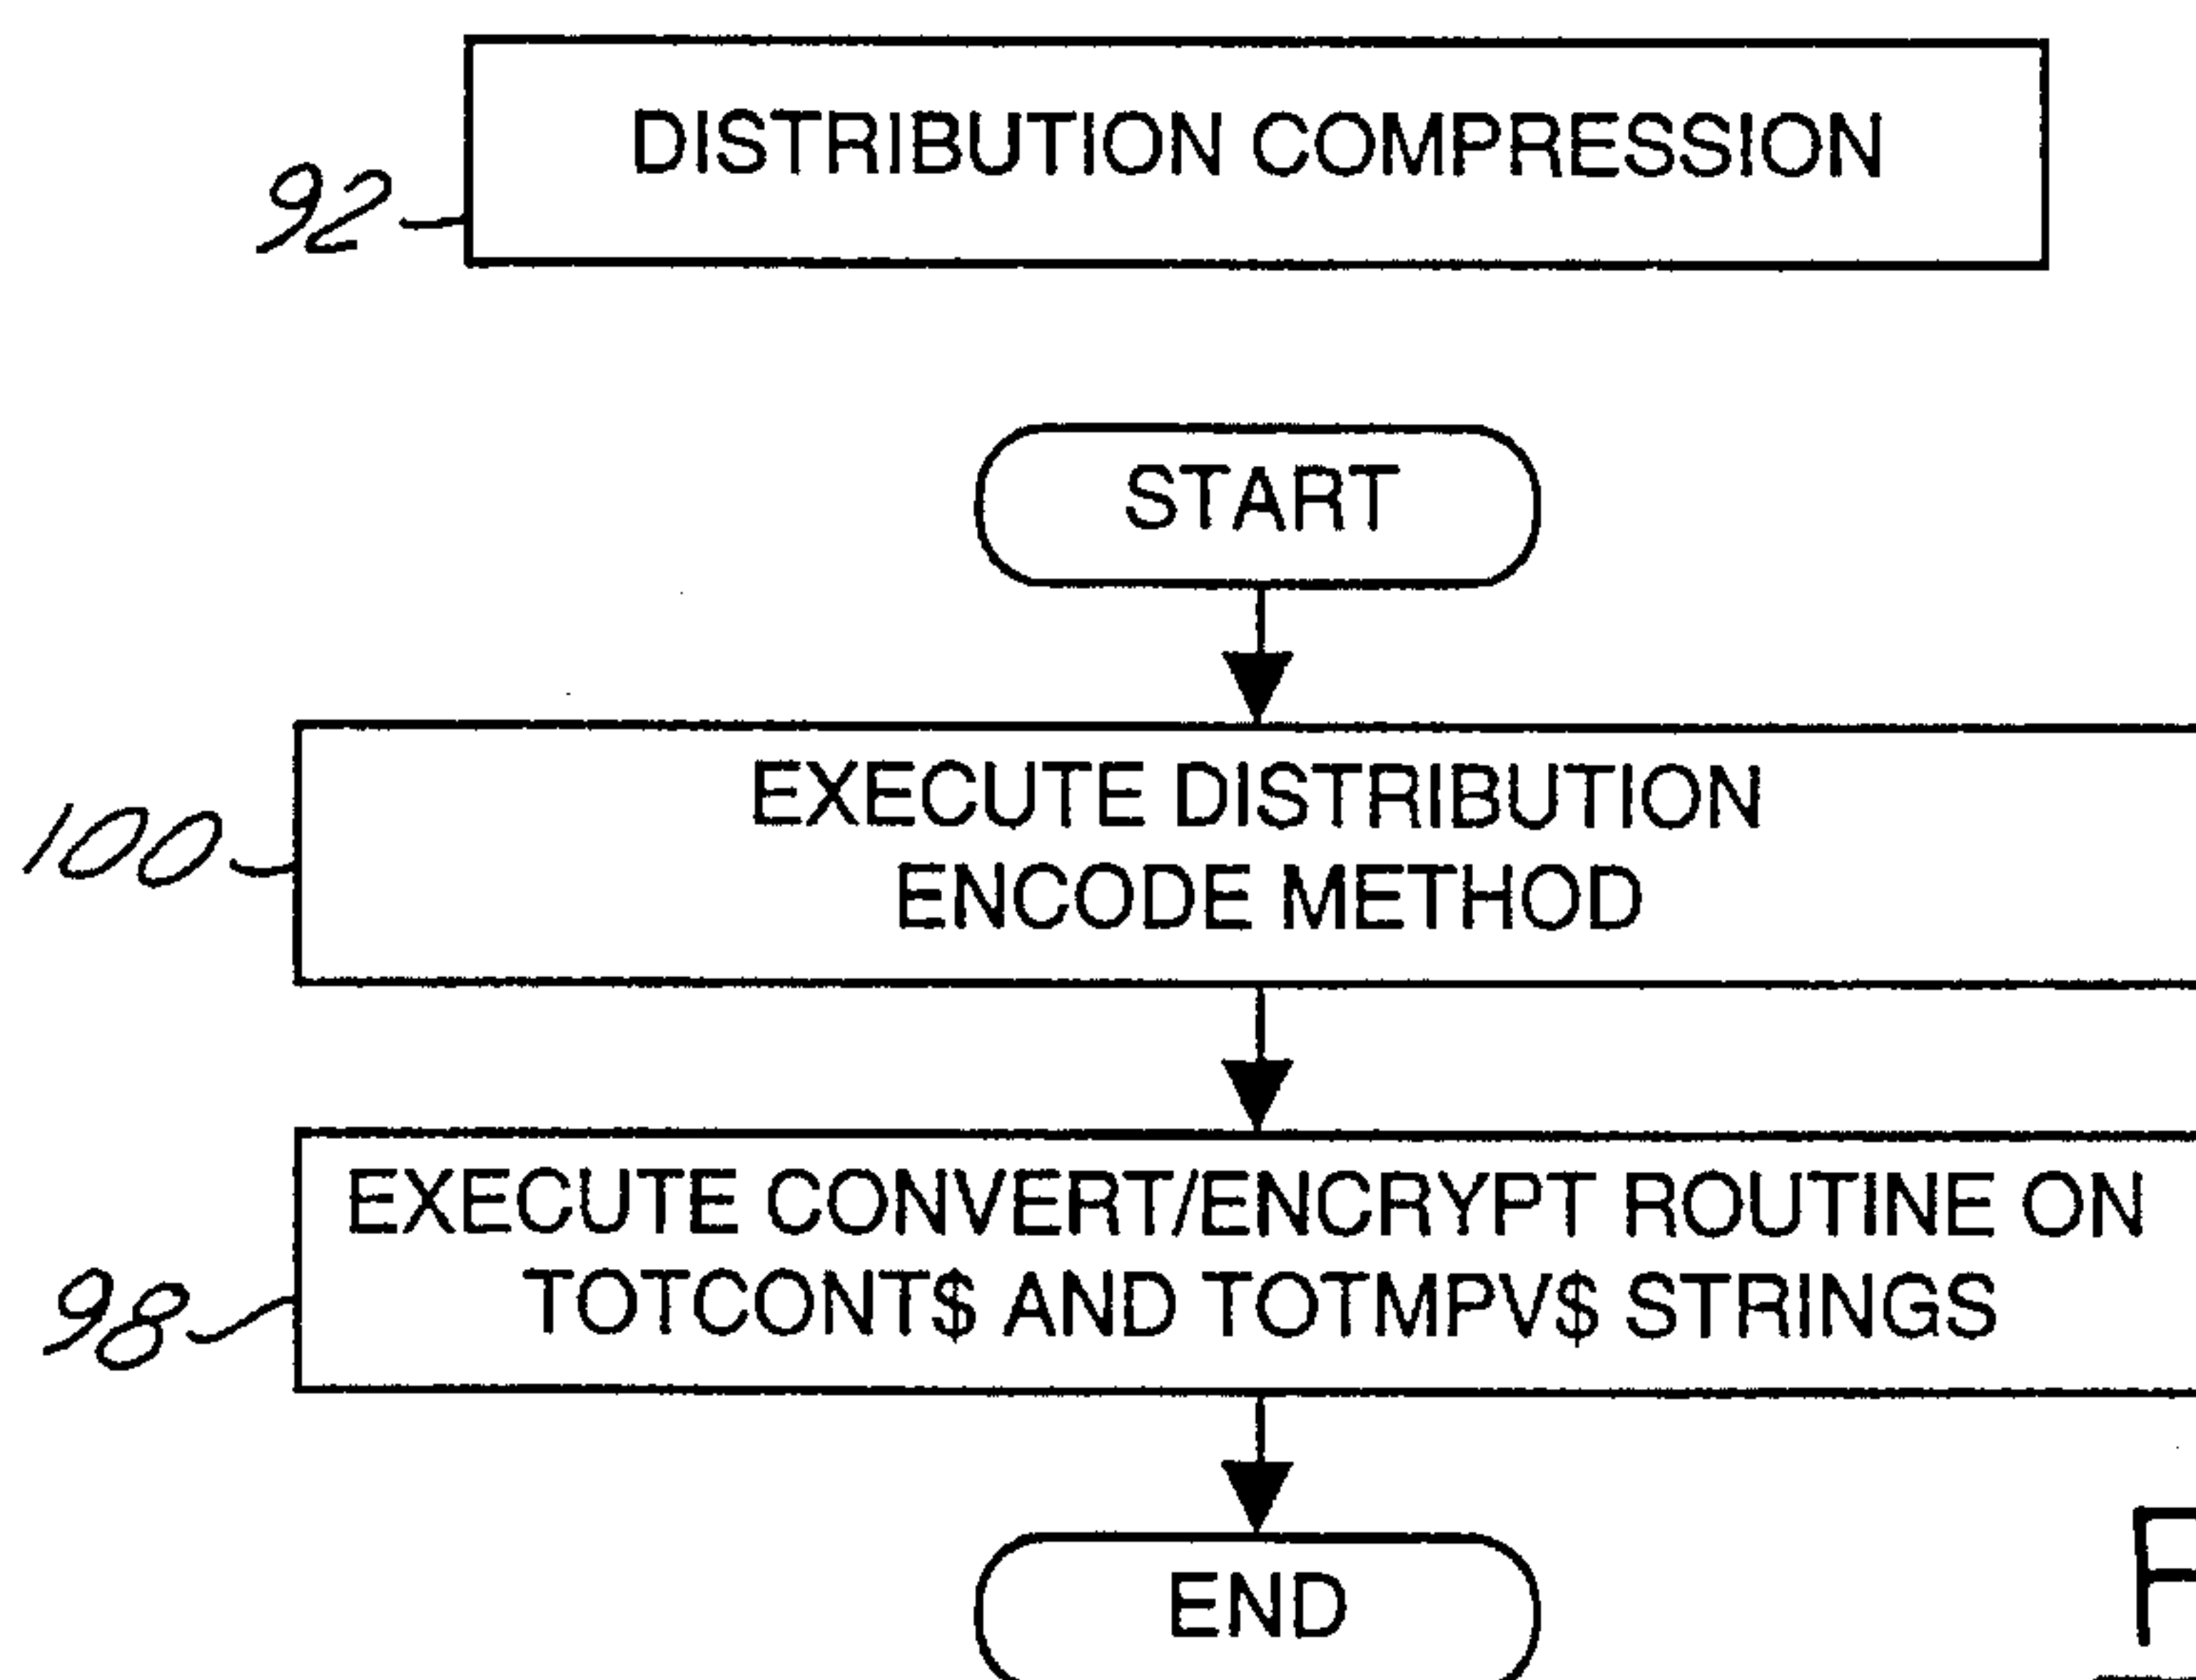 DISTRIBUTION COMPRESSION
92
START
EXECUTE DISTRIBUTION
ENCODE METHOD
100
EXECUTE CONVERT/ENCRYPT ROUTINE ON
TOTCONT$ AND TOTMPV$ STRINGS
98
END